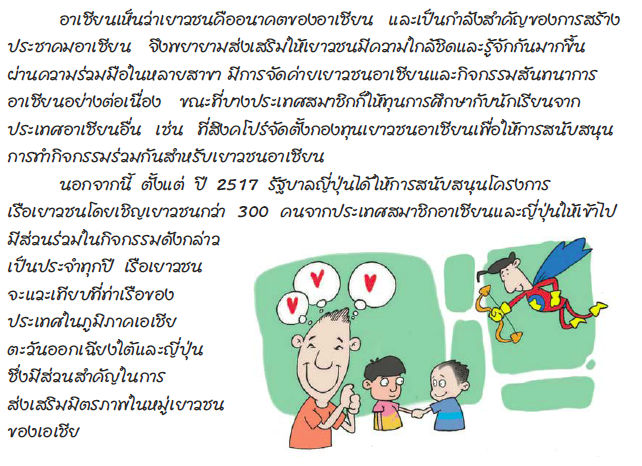 อาเซียนเห็นว่าเยาวชนคืออนาคตของอาเซียน และเป็นกำลังสำคัญของการสร้าง
ประชาคมอาเซียน จึงพยายามส่งเสริมให้เยาวชนมีความใกล้ชิดและรู้จักกันมากขึ้น
ผ่านความร่วมมือในหลายสาขา มีการจัดค่ายเยาวชนอาเซียนและกิจกรรมสันทนาการ
อาเซียนอย่างต่อเนื่อง ขณะที่บางประเทศสมาชิกก็ให้ทุนการศึกษากับนักเรียนจาก
ประเทศอาเซียนอื่น เช่น ที่สิงคโปร์จัดตั้งกองทุนเยาวชนอาเซียนเพื่อให้การสนับสนุน
การทำกิจกรรมร่วมกันสำหรับเยาวชนอาเซียน
นอกจากนี้ ตั้งแต่ ปี 2517 รัฐบาลญี่ปุ่นได้ให้การสนับสนุนโครงการ
เรือเยาวชนโดยเชิญเยาวชนกว่า 300 คนจากประเทศสมาชิกอาเซียนและญี่ปุ่นให้เข้าไป
มีส่วนร่วมในกิจกรรมดังกล่าว
เป็นประจำทุกปี เรือเยาวชน
จะแวะเทียบที่ท่าเรือของ
ประเทศในภูมิภาคเอเชีย
ตะวันออกเฉียงใต้และญี่ปุ่น
ซึ่งมีส่วนสำคัญในการ
ส่งเสริมมิตรภาพในหมู่เยาวชน
ของเอเชีย